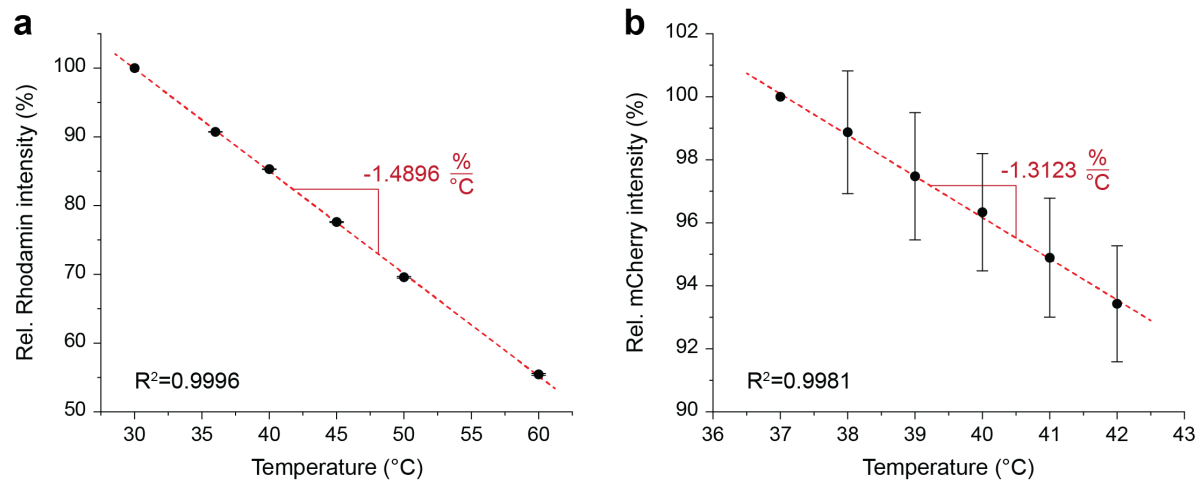 a
Rel. Rhodamin intensity (%)
100
90
80
70
60
50
-1.4896 %/°C
R²=0.9996
30 35 40 45 50 55 60
Temperature (°C)
b
Rel. mCherry intensity (%)
102
100
98
96
94
92
90
-1.3123 %/°C
R²=0.9981
36 37 38 39 40 41 42 43
Temperature (°C)